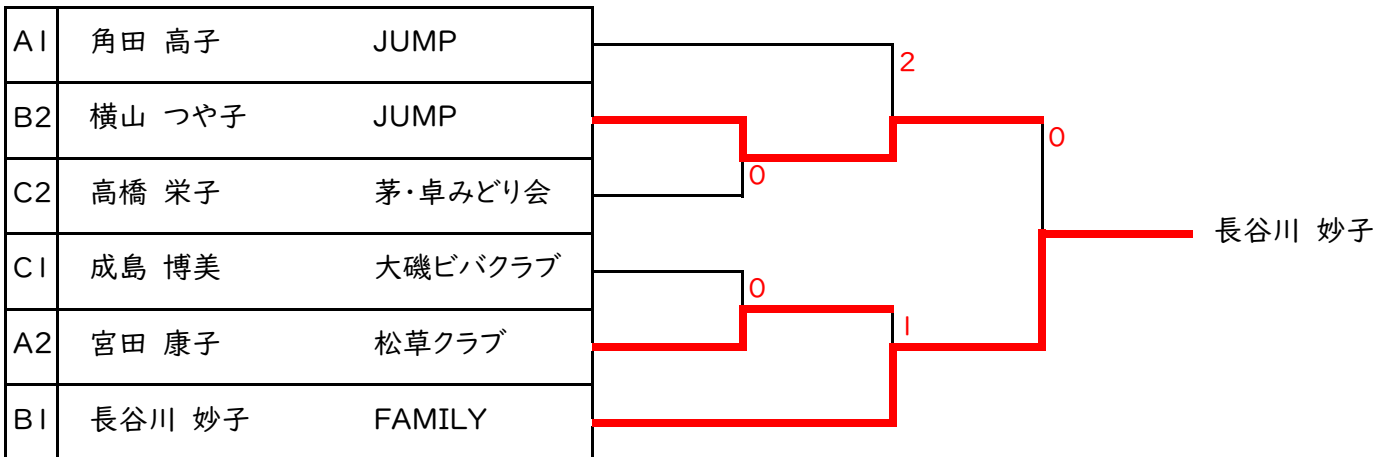 A1 角田 高子 JUMP
2
B2 横山 つや子 JUMP
0
0
C2 高橋 栄子 茅・卓みどり会
長谷川 妙子
C1 成島 博美 大磯ビバクラブ
0
1
A2 宮田 康子 松草クラブ
B1 長谷川 妙子 FAMILY